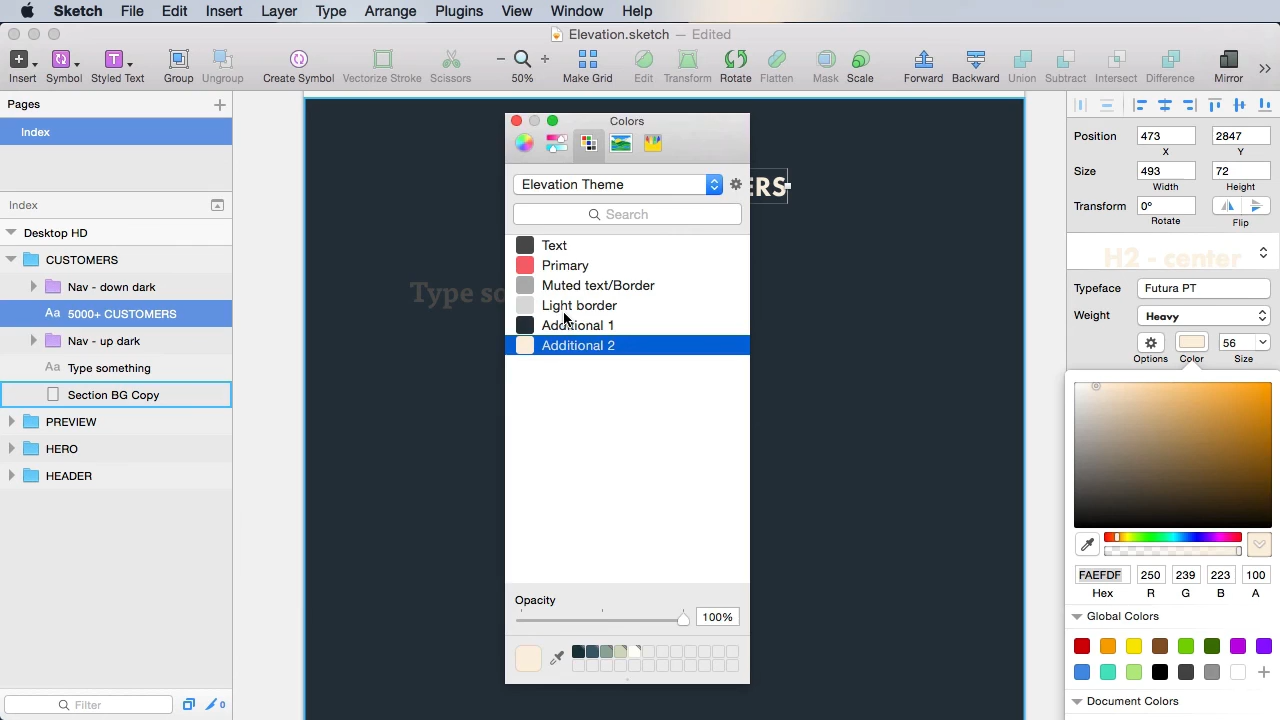 Sketch File Edit Insert Layer Type Arrange Plugins View Window Help
Elevation.sketch — Edited
Insert Symbol Styled Text Group Ungroup Create Symbol Vectorize Stroke Scissors 50% Make Grid Edit Transform Rotate Flatten Mask Scale Forward Backward Union Subtract Intersect Difference Mirror
Pages
Index
Index
Desktop HD
CUSTOMERS
Nav - down dark
Aa 5000+ CUSTOMERS
Nav - up dark
Aa Type something
Section BG Copy
PREVIEW
HERO
HEADER
Filter 0
ERS
Type so
Colors
Elevation Theme
Search
Text
Primary
Muted text/Border
Light border
Additional 1
Additional 2
Opacity
100%
Position 473 2847
X Y
Size 493 72
Width Height
Transform 0°
Rotate Flip
H2 - center
Typeface Futura PT
Weight Heavy
56
Options Color Size
FAEFDF 250 239 223 100
Hex R G B A
Global Colors
Document Colors